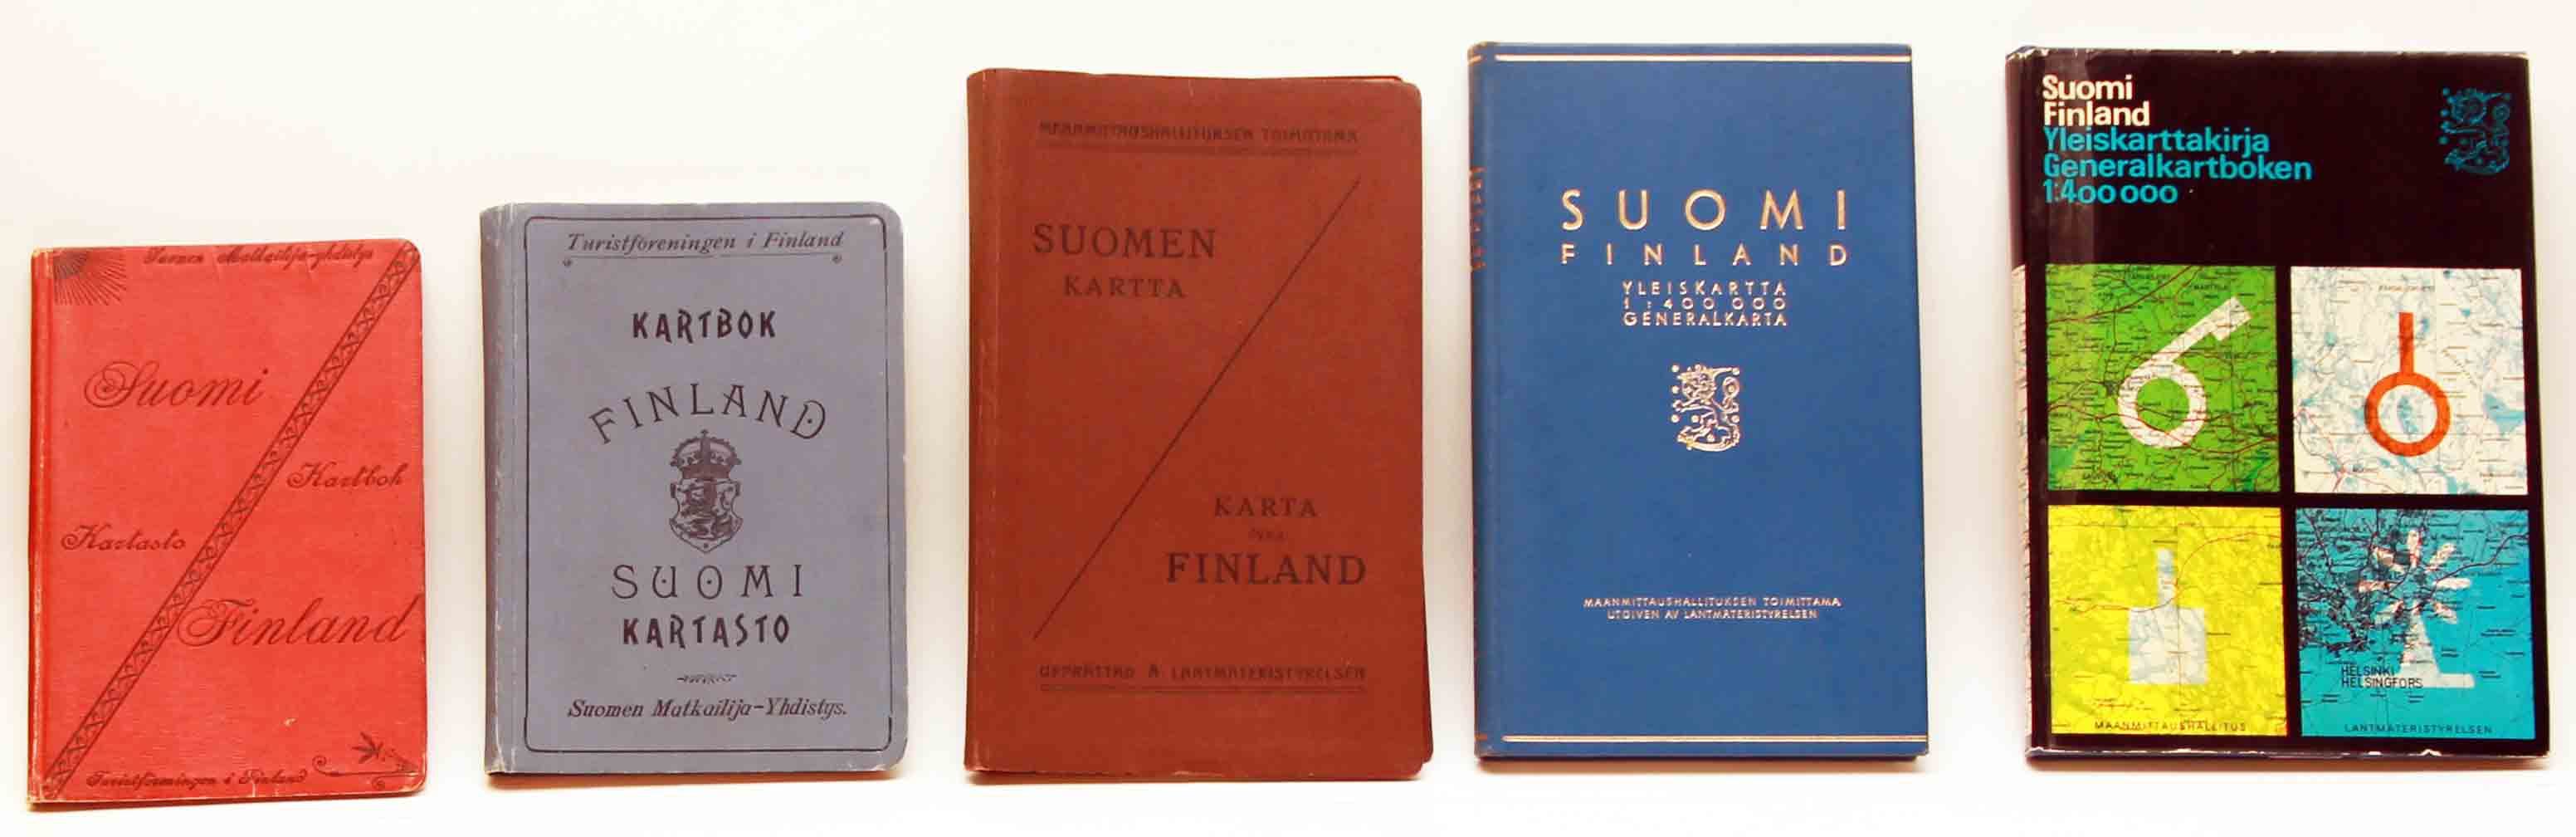 Suomen Matkailija-yhdistys
Suomi
Kartbok
Kartasto
Finland
Turistföreningen i Finland
Turistföreningen i Finland
KARTBOK
FINLAND
SUOMI
KARTASTO
Suomen Matkailija-Yhdistys.
MAANMITTAUSHALLITUKSEN TOIMITTAMA
SUOMEN
KARTTA
KARTA
ÖVER
FINLAND
UPPRÄTTAD Å LANTMÄTERISTYRELSEN
SUOMI
FINLAND
YLEISKARTTA
1:400 000
GENERALKARTA
MAANMITTAUSHALLITUKSEN TOIMITTAMA
UTGIVEN AV LANTMÄTERISTYRELSEN
Suomi
Finland
Yleiskarttakirja
Generalkartboken
1:400 000
HELSINKI
HELSINGFORS
MAANMITTAUSHALLITUS
LANTMÄTERISTYRELSEN